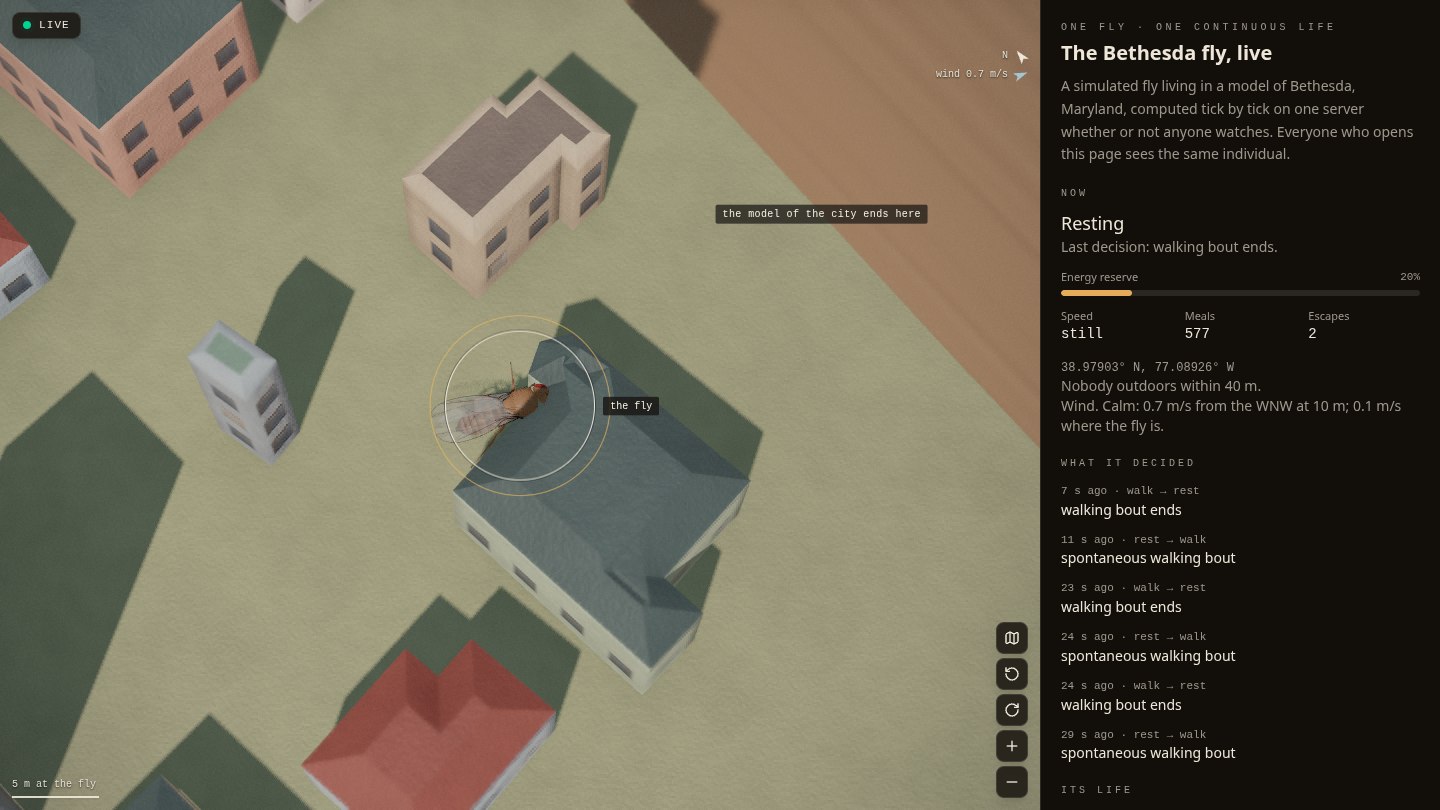 LIVE
N
wind 0.7 m/s
the model of the city ends here
the fly
5 m at the fly
ONE FLY · ONE CONTINUOUS LIFE
The Bethesda fly, live
A simulated fly living in a model of Bethesda,
Maryland, computed tick by tick on one server
whether or not anyone watches. Everyone who opens
this page sees the same individual.
NOW
Resting
Last decision: walking bout ends.
Energy reserve 20%
Speed Meals Escapes
still 577 2
38.97903° N, 77.08926° W
Nobody outdoors within 40 m.
Wind. Calm: 0.7 m/s from the WNW at 10 m; 0.1 m/s
where the fly is.
WHAT IT DECIDED
7 s ago · walk → rest
walking bout ends
11 s ago · rest → walk
spontaneous walking bout
23 s ago · walk → rest
walking bout ends
24 s ago · rest → walk
spontaneous walking bout
24 s ago · walk → rest
walking bout ends
29 s ago · rest → walk
spontaneous walking bout
ITS LIFE